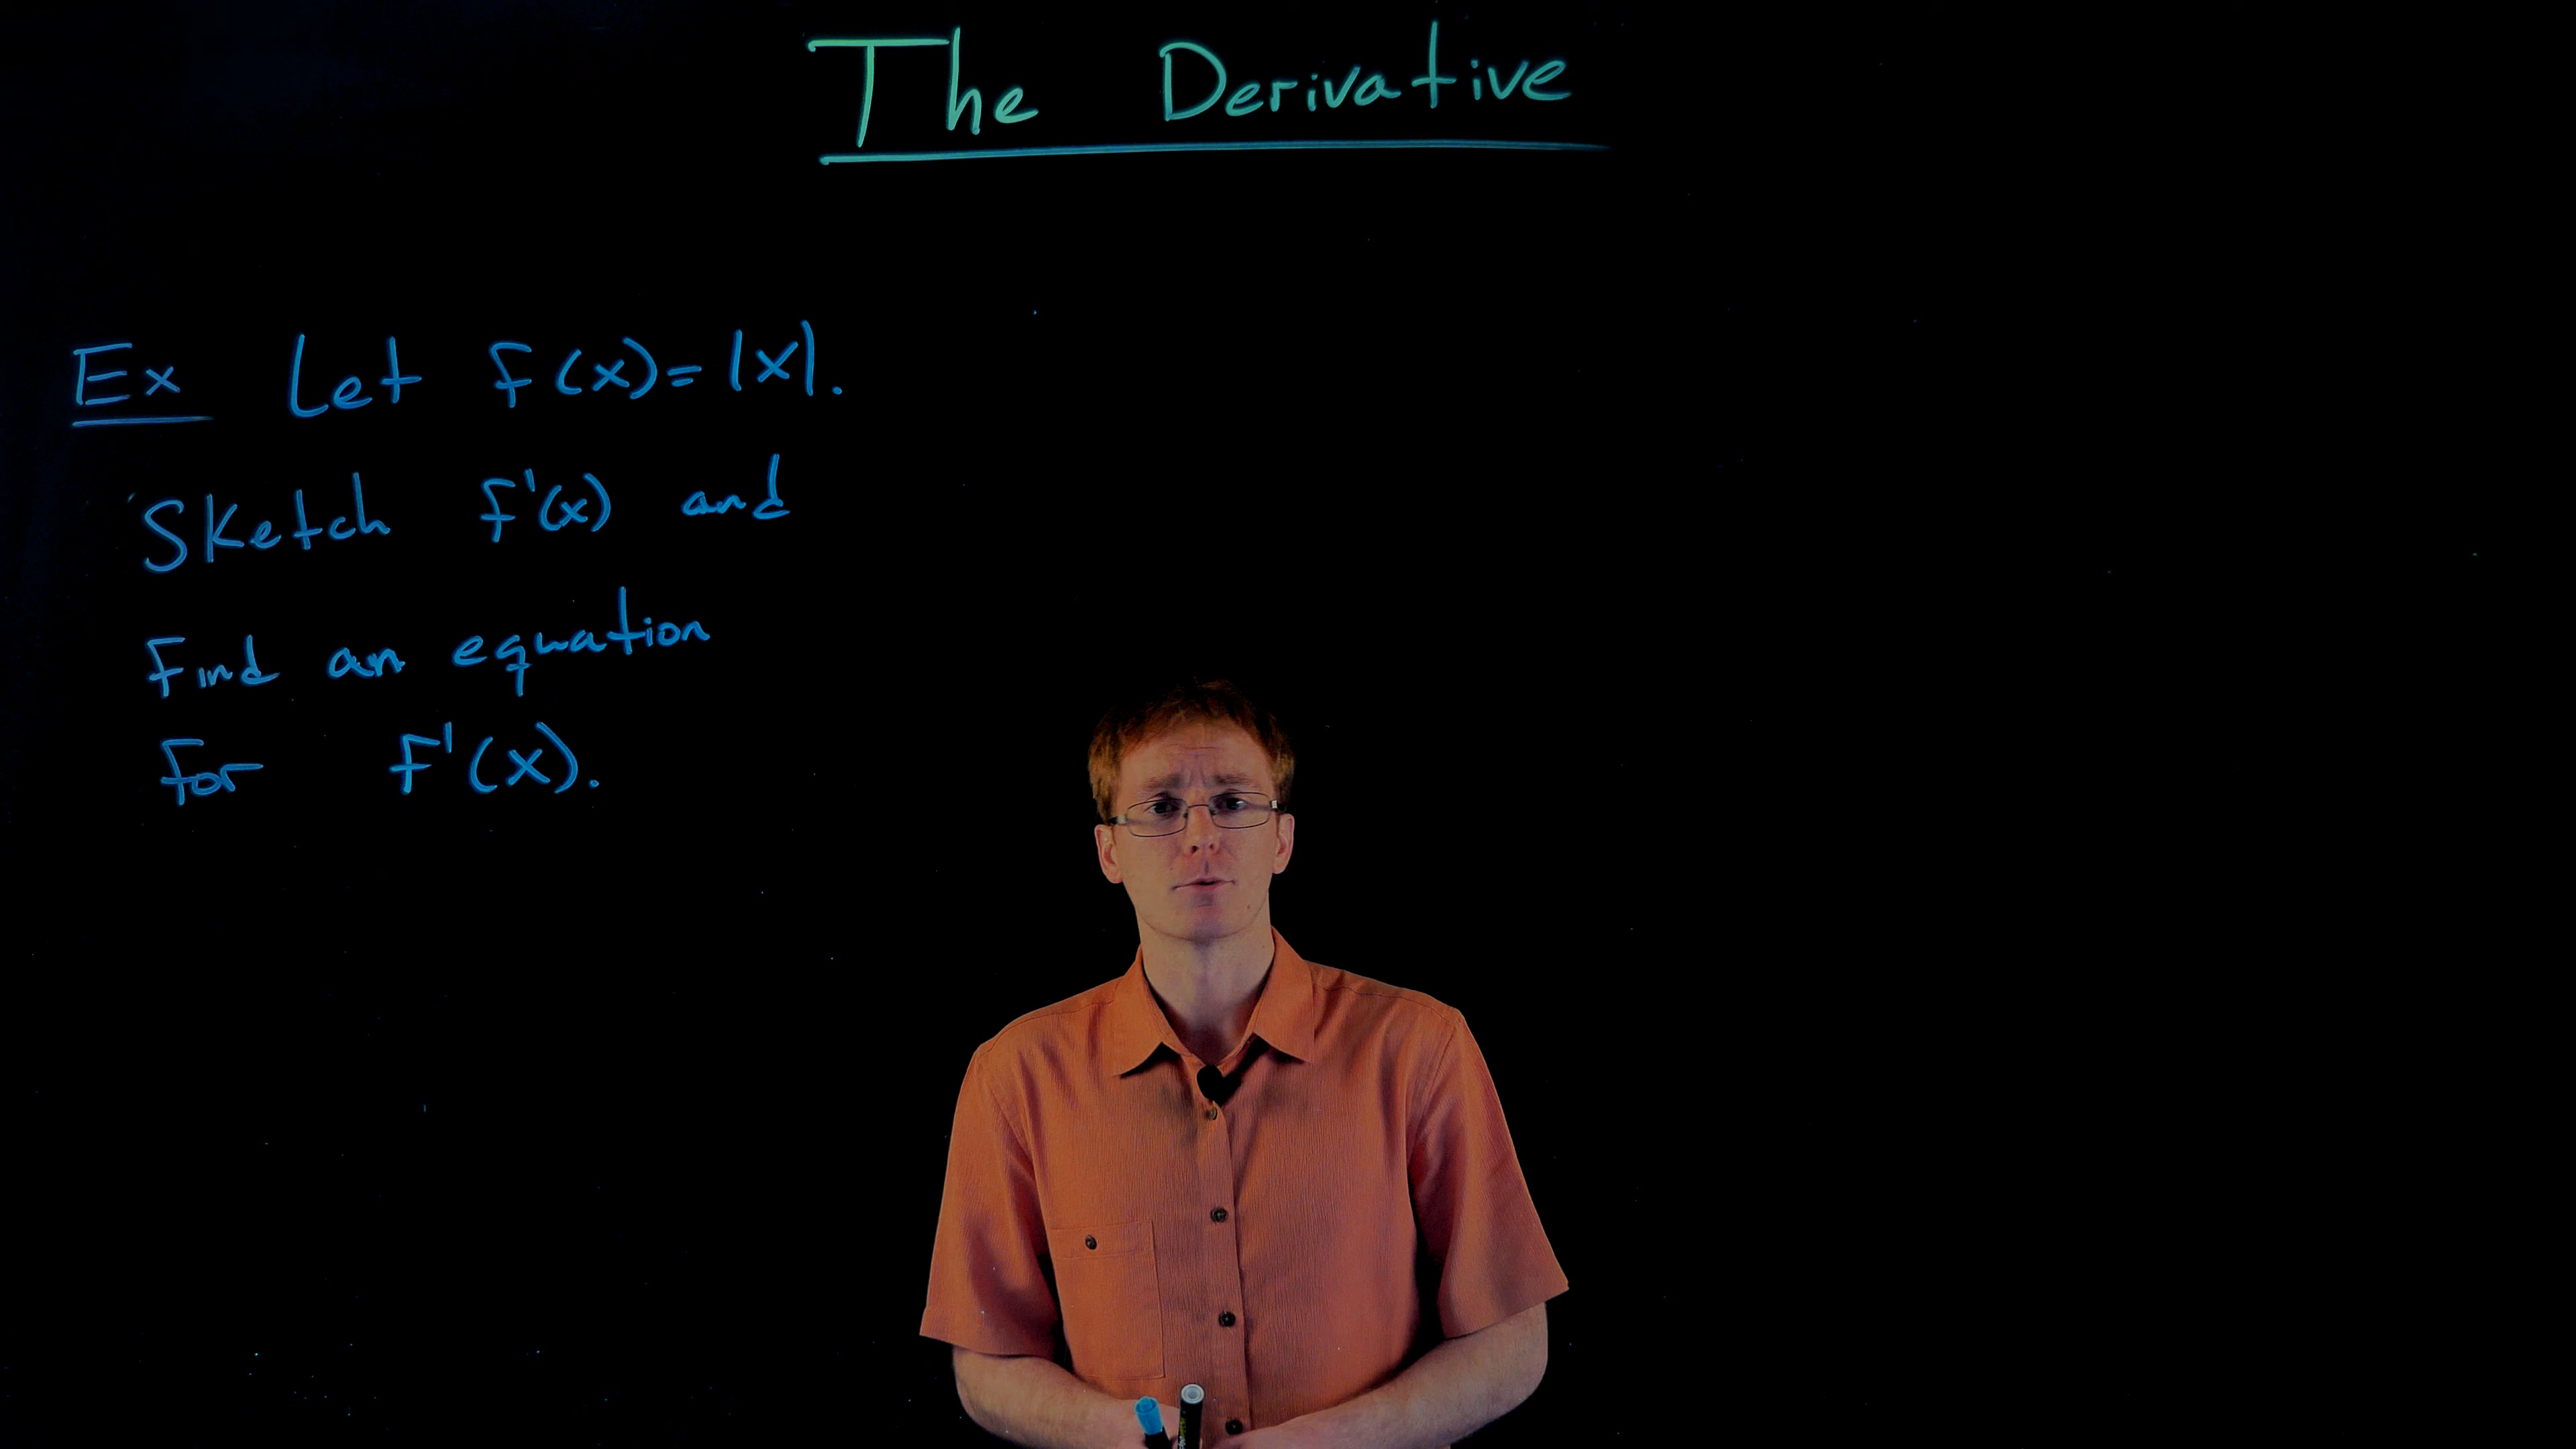 The Derivative
Ex Let f(x)=|x|.
Sketch f'(x) and
Find an equation
for f'(x).